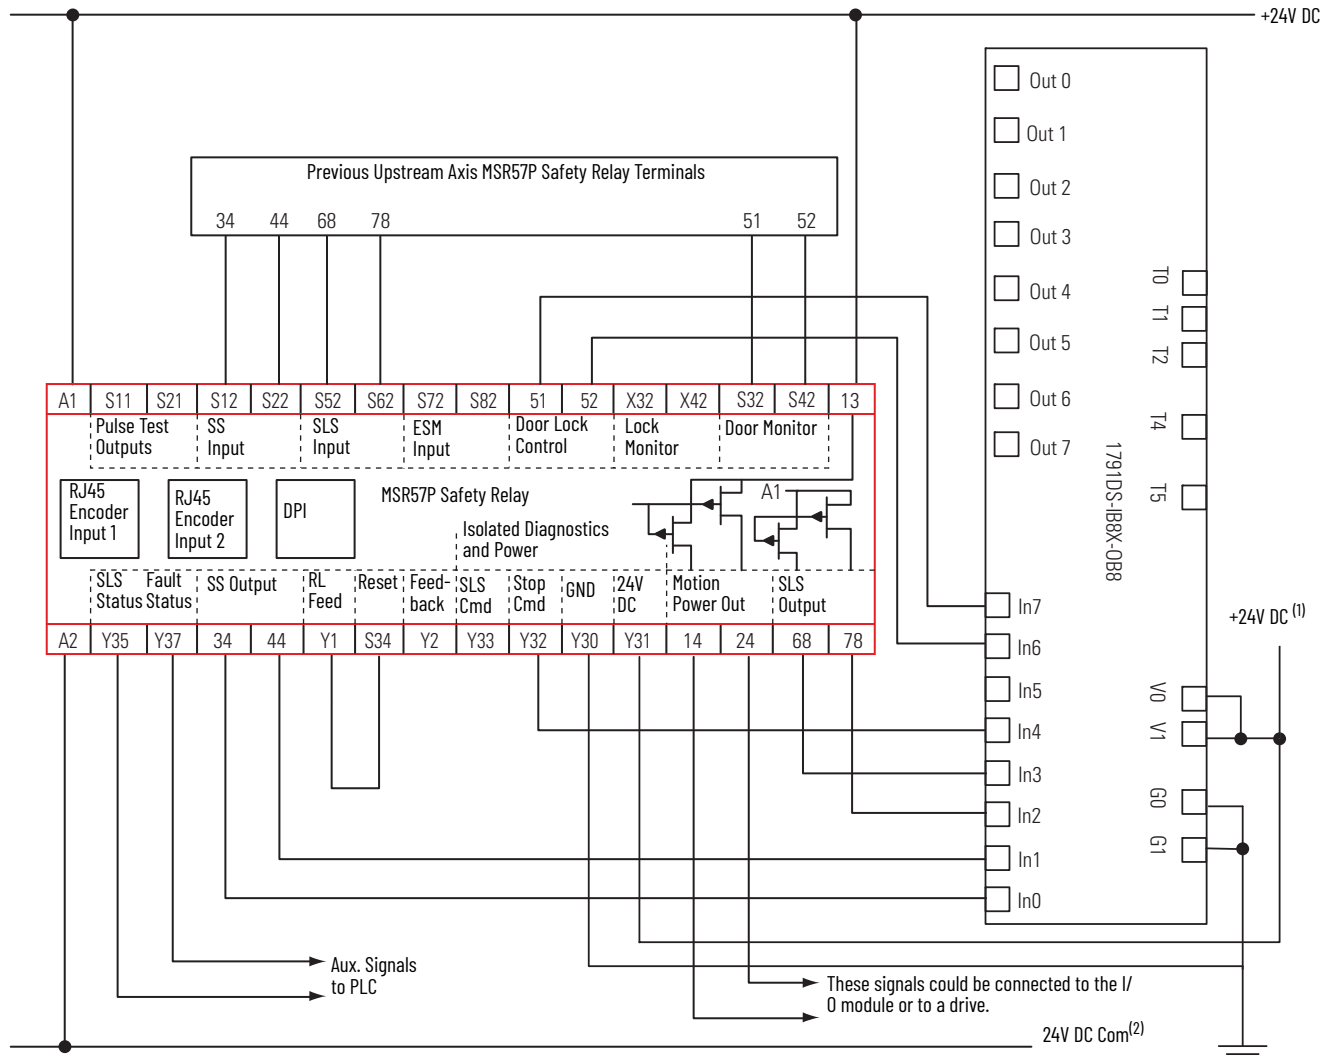 +24V DC
Out 0
Out 1
Out 2
Out 3
Out 4
Out 5
Out 6
Out 7
T0
T1
T2
T4
T5
1791DS-IB8X-OB8
Previous Upstream Axis MSR57P Safety Relay Terminals
34 44 68 78 51 52
A1 S11 S21 S12 S22 S52 S62 S72 S82 51 52 X32 X42 S32 S42 13
Pulse Test
Outputs
SS
Input
SLS
Input
ESM
Input
Door Lock
Control
Lock
Monitor
Door Monitor
RJ45
Encoder
Input 1
RJ45
Encoder
Input 2
DPI
MSR57P Safety Relay
A1
Isolated Diagnostics
and Power
SLS
Status
Fault
Status
SS Output
RL
Feed
Reset
Feed-
back
SLS
Cmd
Stop
Cmd
GND
24V
DC
Motion
Power Out
SLS
Output
A2 Y35 Y37 34 44 Y1 S34 Y2 Y33 Y32 Y30 Y31 14 24 68 78
In7
In6
In5
In4
In3
In2
In1
In0
+24V DC (1)
V0
V1
G0
G1
Aux. Signals
to PLC
These signals could be connected to the I/
O module or to a drive.
24V DC Com(2)